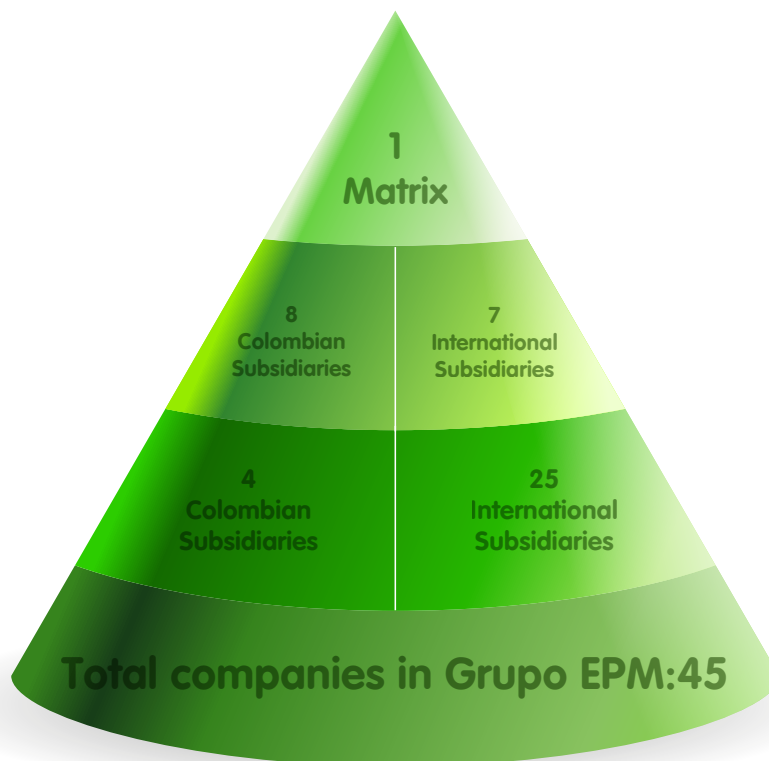 1
Matrix
8
Colombian
Subsidiaries
7
International
Subsidiaries
4
Colombian
Subsidiaries
25
International
Subsidiaries
Total companies in Grupo EPM:45